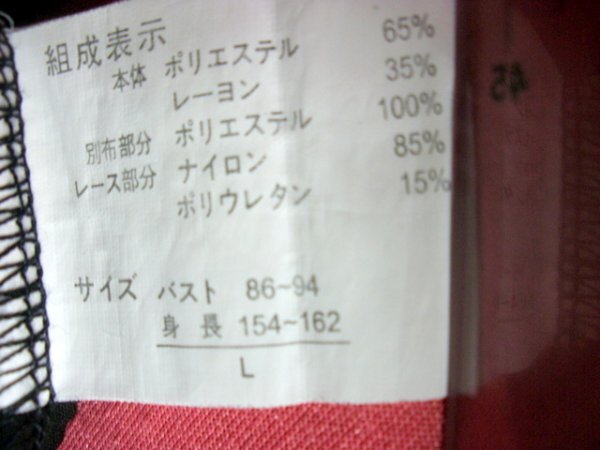 組成表示
本体 ポリエステル 65%
レーヨン 35%
別布部分 ポリエステル 100%
レース部分 ナイロン 85%
ポリウレタン 15%
サイズ バスト 86~94
身長 154~162
L